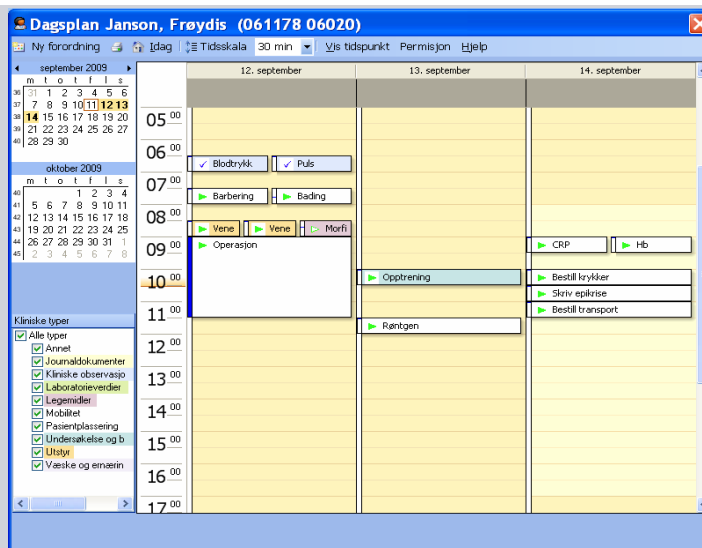 Dagsplan Janson, Frøydis (061178 06020)
Ny forordning Idag Tidsskala 30 min Vis tidspunkt Permisjon Hjelp
september 2009
m t o t f l s
36 31 1 2 3 4 5 6
37 7 8 9 10 11 12 13
38 14 15 16 17 18 19 20
39 21 22 23 24 25 26 27
40 28 29 30
oktober 2009
m t o t f l s
40 1 2 3 4
41 5 6 7 8 9 10 11
42 12 13 14 15 16 17 18
43 19 20 21 22 23 24 25
44 26 27 28 29 30 31 1
45 2 3 4 5 6 7 8
Kliniske typer
Alle typer
Annet
Journaldokumenter
Kliniske observasjo
Laboratorieverdier
Legemidler
Mobilitet
Pasientplassering
Undersøkelse og b
Utstyr
Væske og ernærin
12. september 13. september 14. september
05 00
06 00
Blodtrykk Puls
07 00
Barbering Bading
08 00
Vene Vene Morfi
09 00
Operasjon CRP Hb
10 00
Opptrening Bestill krykker
Skriv epikrise
11 00
Bestill transport
Røntgen
12 00
13 00
14 00
15 00
16 00
17 00